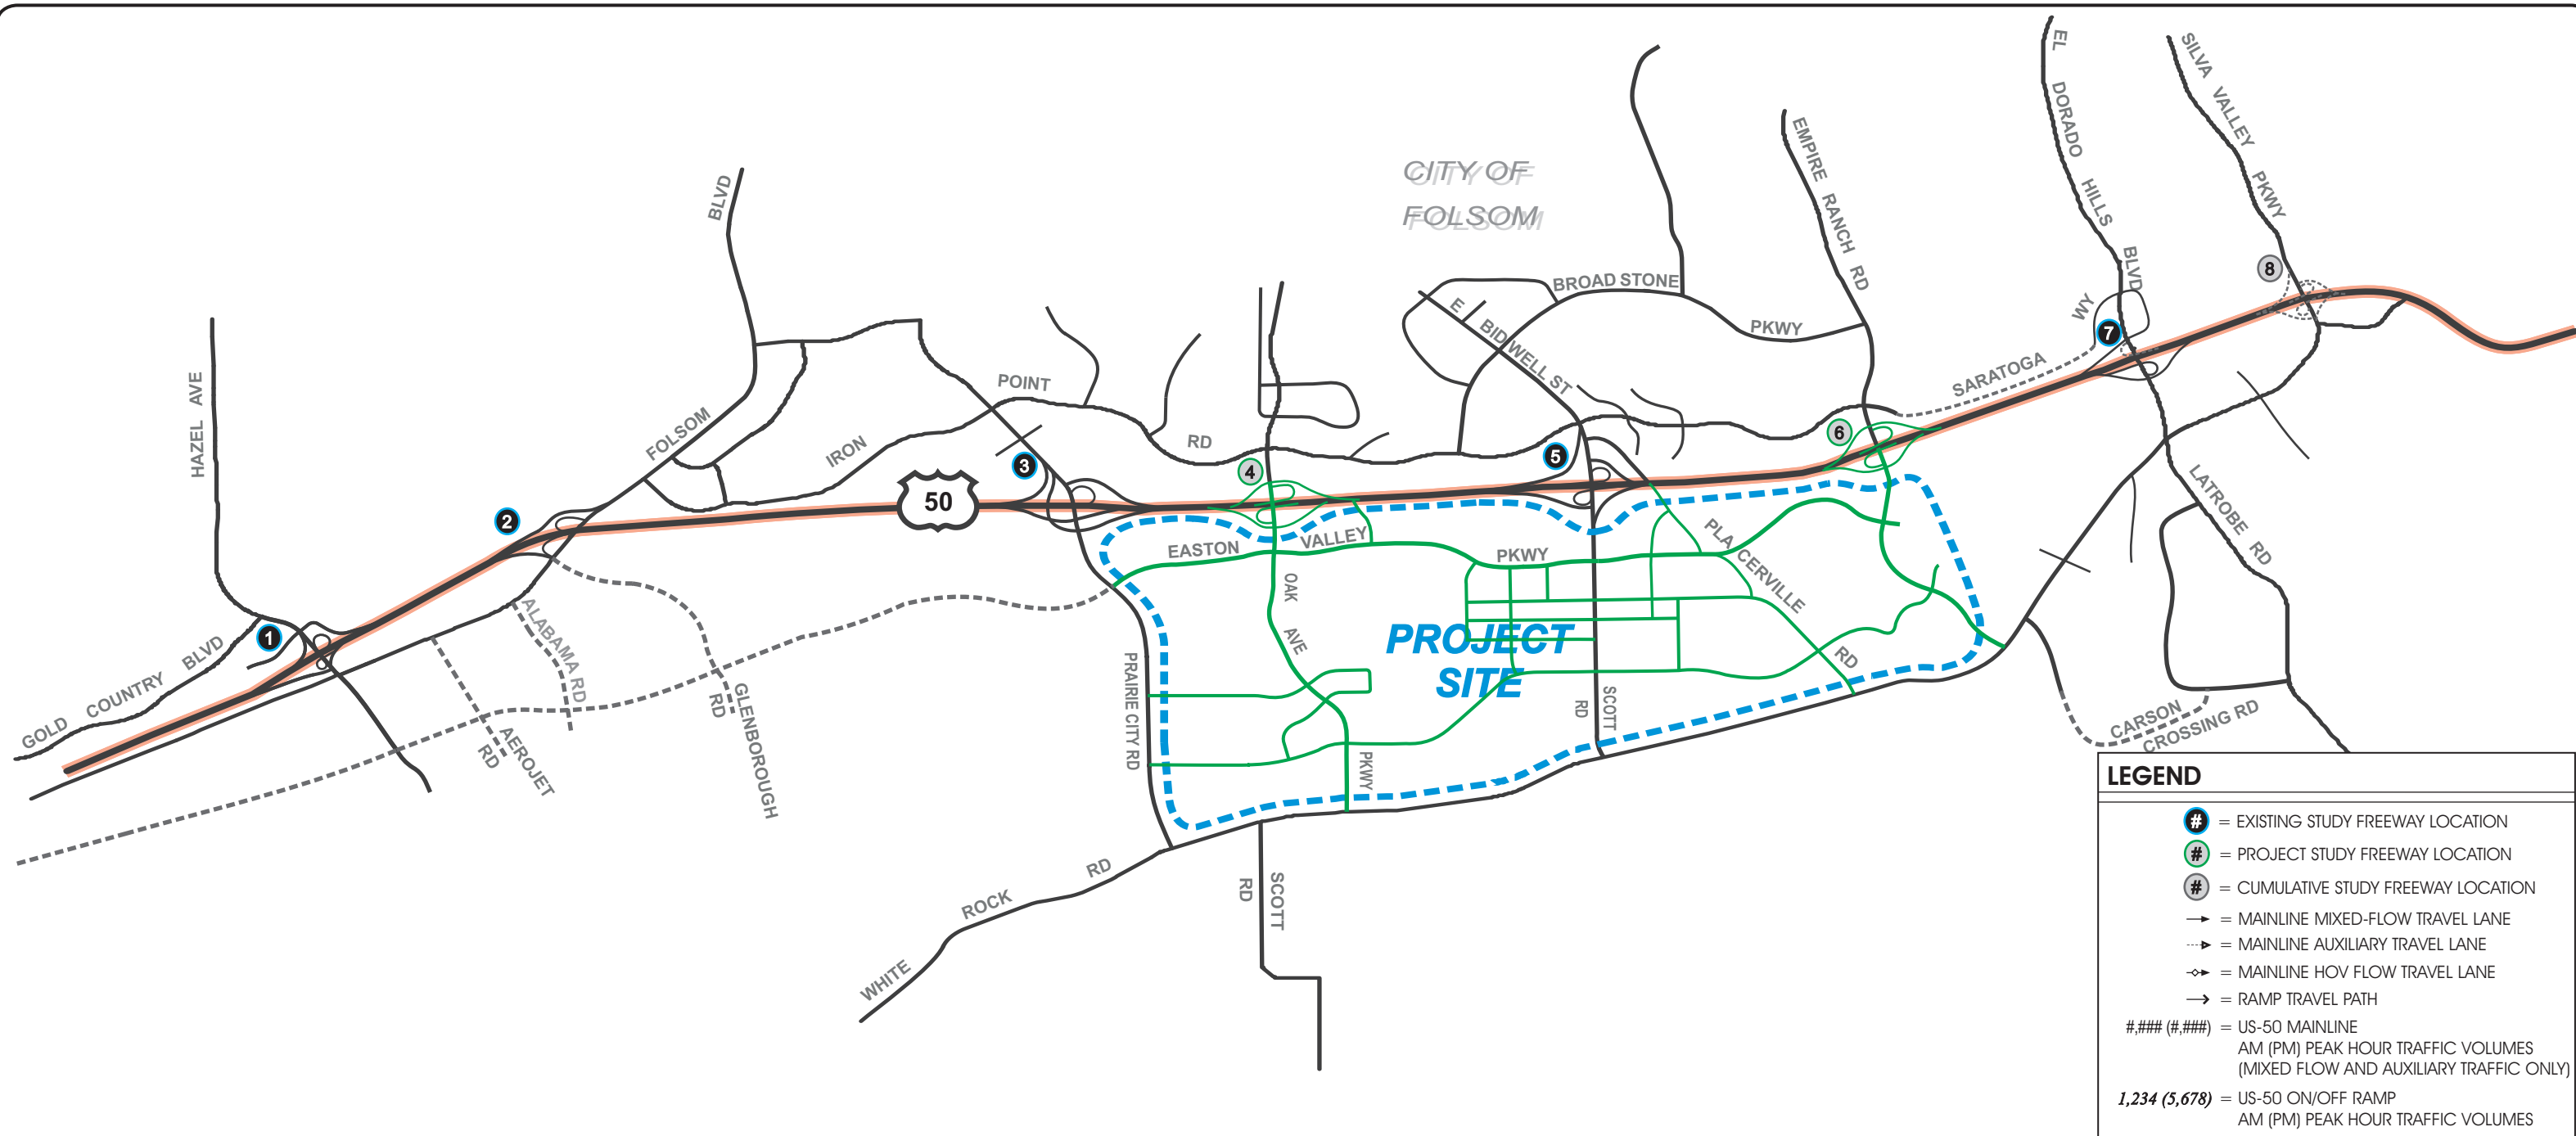 CITY OF
FOLSOM
EL DORADO HILLS BLVD
SILVA VALLEY PKWY
EMPIRE RANCH RD
BLVD
FOLSOM
HAZEL AVE
BROAD STONE
PKWY
E BIDWELL ST
POINT
IRON
RD
WY
SARATOGA
8
7
6
5
4
3
2
1
50
EASTON
VALLEY
PKWY
PLA CERVILLE
RD
OAK
AVE
PKWY
PROJECT
SITE
SCOTT
RD
PRAIRIE CITY RD
LATROBE RD
ALABAMA RD
GLENBOROUGH
RD
AEROJET
RD
GOLD COUNTRY BLVD
CARSON
CROSSING RD
WHITE ROCK RD
SCOTT
RD
LEGEND
# = EXISTING STUDY FREEWAY LOCATION
# = PROJECT STUDY FREEWAY LOCATION
# = CUMULATIVE STUDY FREEWAY LOCATION
= MAINLINE MIXED-FLOW TRAVEL LANE
= MAINLINE AUXILIARY TRAVEL LANE
= MAINLINE HOV FLOW TRAVEL LANE
= RAMP TRAVEL PATH
#,### (#,###) = US-50 MAINLINE
AM (PM) PEAK HOUR TRAFFIC VOLUMES
(MIXED FLOW AND AUXILIARY TRAFFIC ONLY)
1,234 (5,678) = US-50 ON/OFF RAMP
AM (PM) PEAK HOUR TRAFFIC VOLUMES